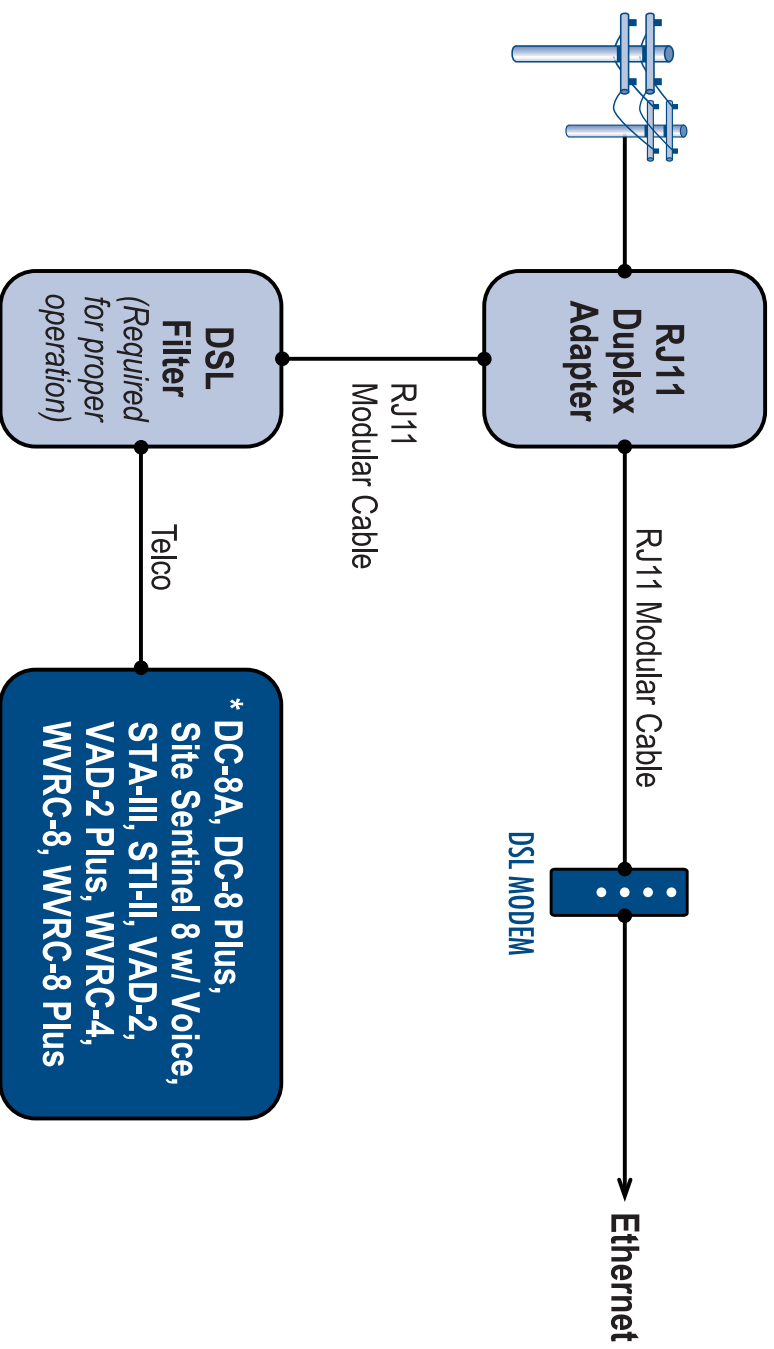 RJ11
Duplex
Adapter
RJ11 Modular Cable
DSL MODEM
Ethernet
RJ11
Modular Cable
DSL
Filter
(Required
for proper
operation)
Telco
* DC-8A, DC-8 Plus,
Site Sentinel 8 w/ Voice,
STA-III, STI-II, VAD-2,
VAD-2 Plus, WVRC-4,
WVRC-8, WVRC-8 Plus